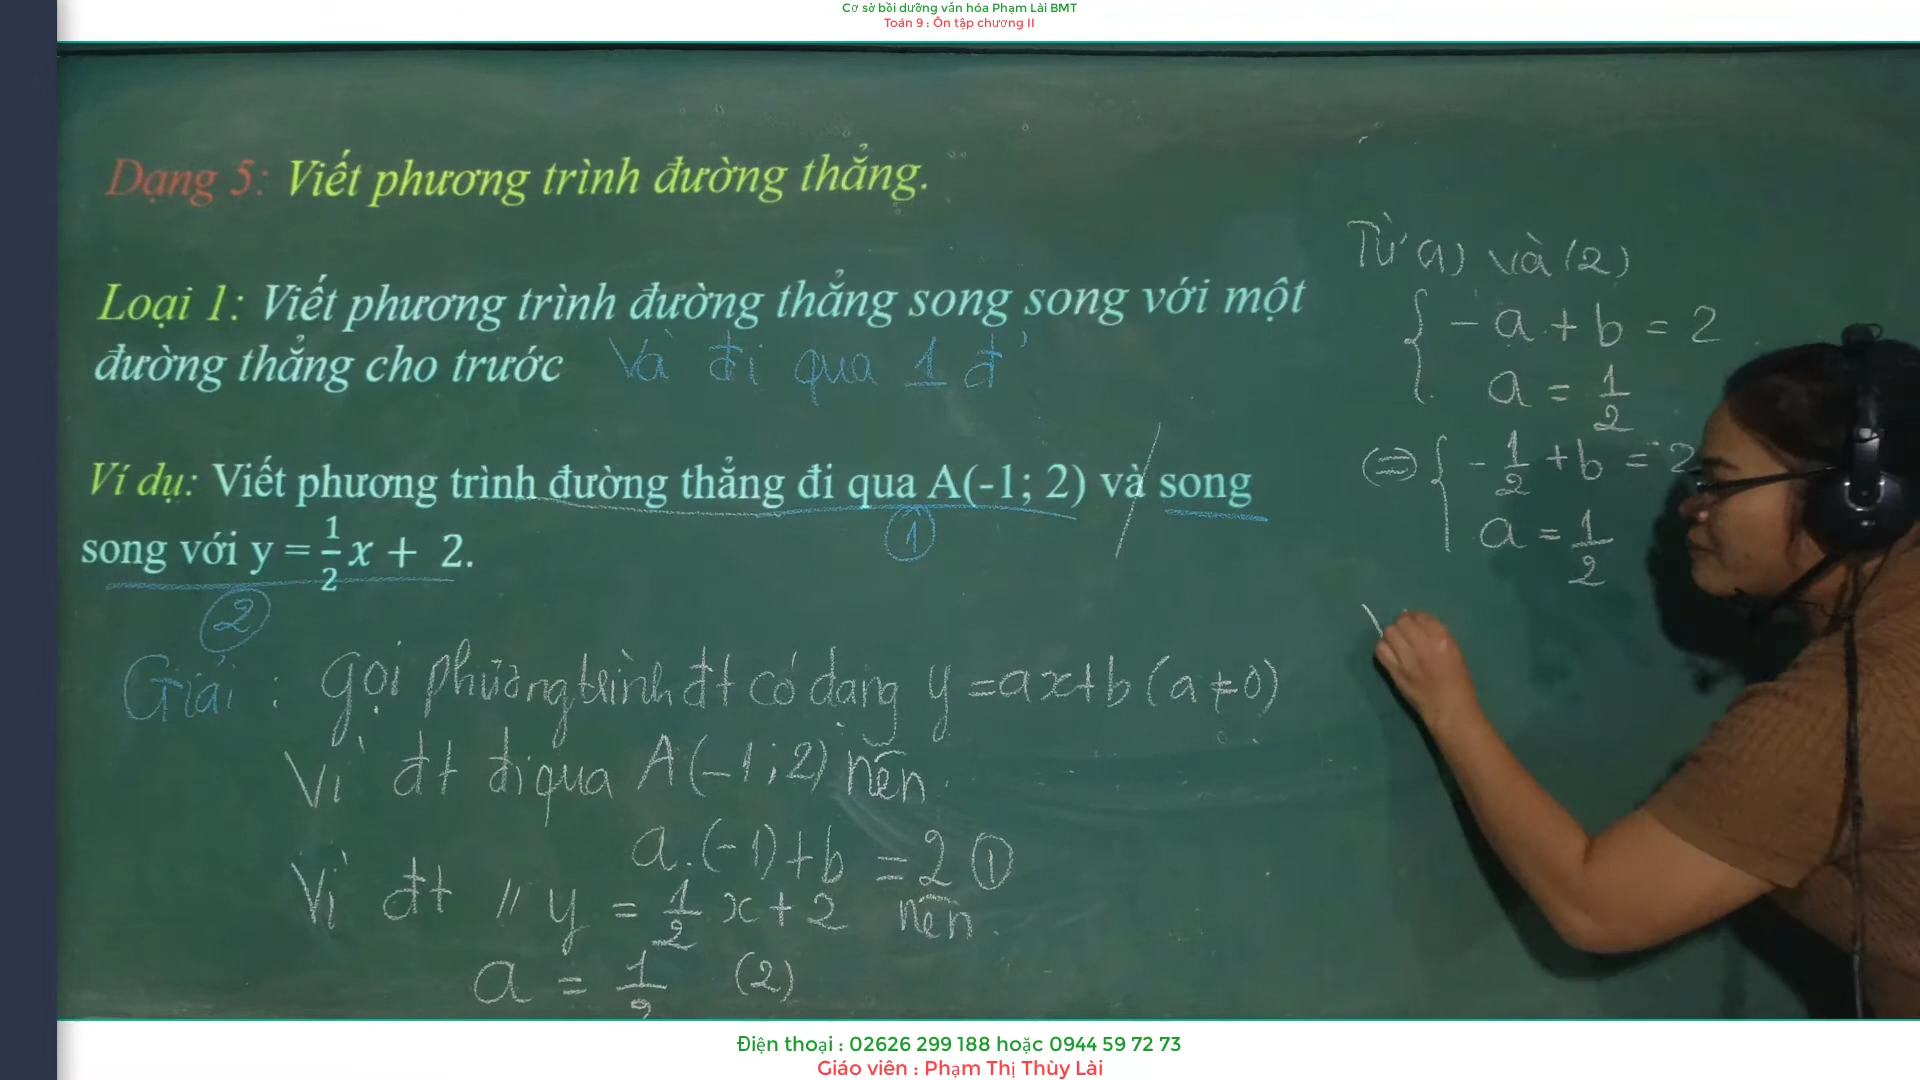 Cơ sở bồi dưỡng văn hóa Phạm Lài BMT
Toán 9 : Ôn tập chương II
Dạng 5: Viết phương trình đường thẳng.
Loại 1: Viết phương trình đường thẳng song song với một
đường thẳng cho trước và đi qua 1 đ'
Ví dụ: Viết phương trình đường thẳng đi qua A(-1; 2) và song
①
song với y = 1/2 x + 2.
②
Giải : gọi phương trình đt có dạng y = ax + b (a ≠ 0)
Vì đt đi qua A(-1; 2) nên
a.(-1) + b = 2 ①
Vì đt // y = 1/2 x + 2 nên
a = 1/2 (2)
Từ (1) và (2)
{ -a + b = 2
a = 1/2
⇔ { -1/2 + b = 2
a = 1/2
Điện thoại : 02626 299 188 hoặc 0944 59 72 73
Giáo viên : Phạm Thị Thùy Lài